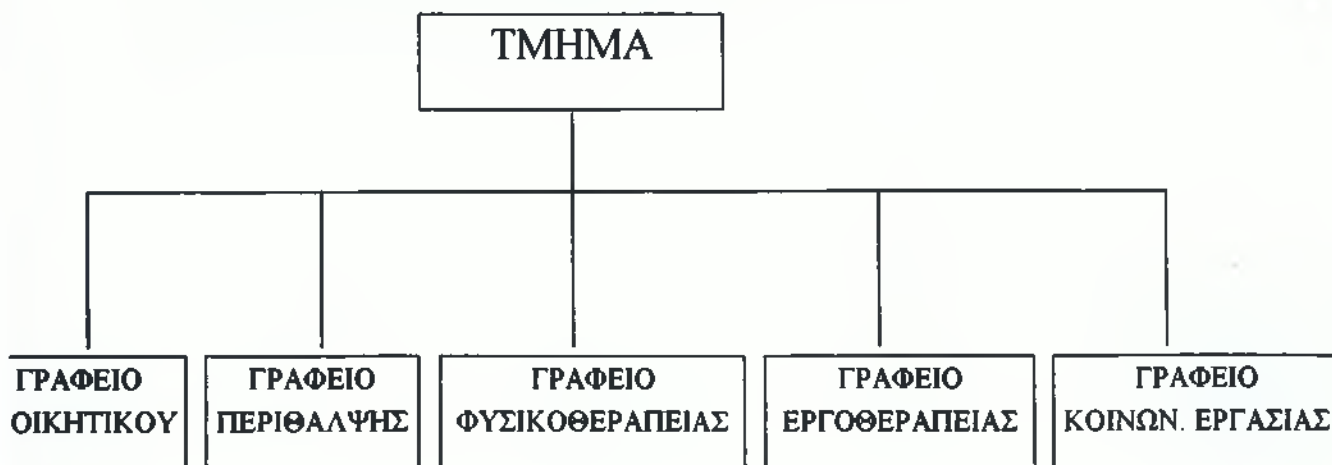 ΤΜΗΜΑ
ΓΡΑΦΕΙΟ
ΟΙΚΗΤΙΚΟΥ
ΓΡΑΦΕΙΟ
ΠΕΡΙΘΑΛΨΗΣ
ΓΡΑΦΕΙΟ
ΦΥΣΙΚΟΘΕΡΑΠΕΙΑΣ
ΓΡΑΦΕΙΟ
ΕΡΓΟΘΕΡΑΠΕΙΑΣ
ΓΡΑΦΕΙΟ
ΚΟΙΝΩΝ. ΕΡΓΑΣΙΑΣ